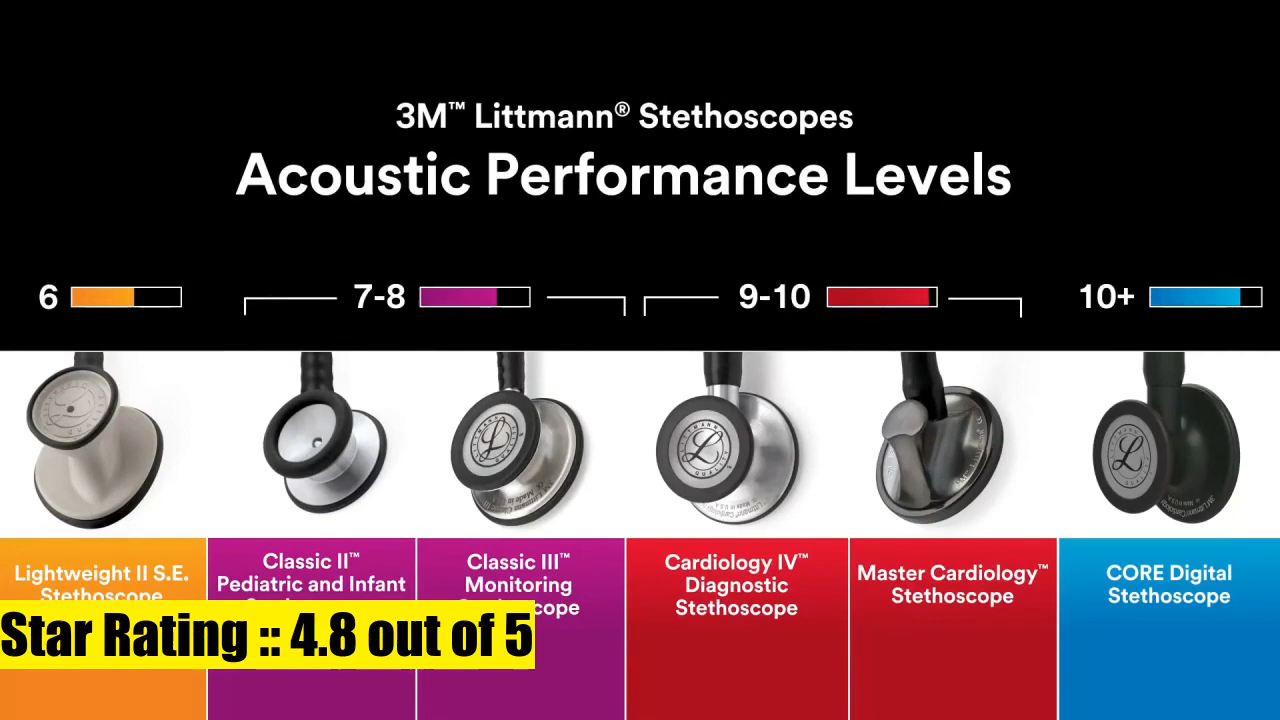 3M™ Littmann® Stethoscopes
Acoustic Performance Levels
6
7-8
9-10
10+
Lightweight II S.E.
Stethoscope
Classic II™
Pediatric and Infant
Classic III™
Monitoring
Cardiology IV™
Diagnostic
Stethoscope
Master Cardiology™
Stethoscope
CORE Digital
Stethoscope
Star Rating :: 4.8 out of 5